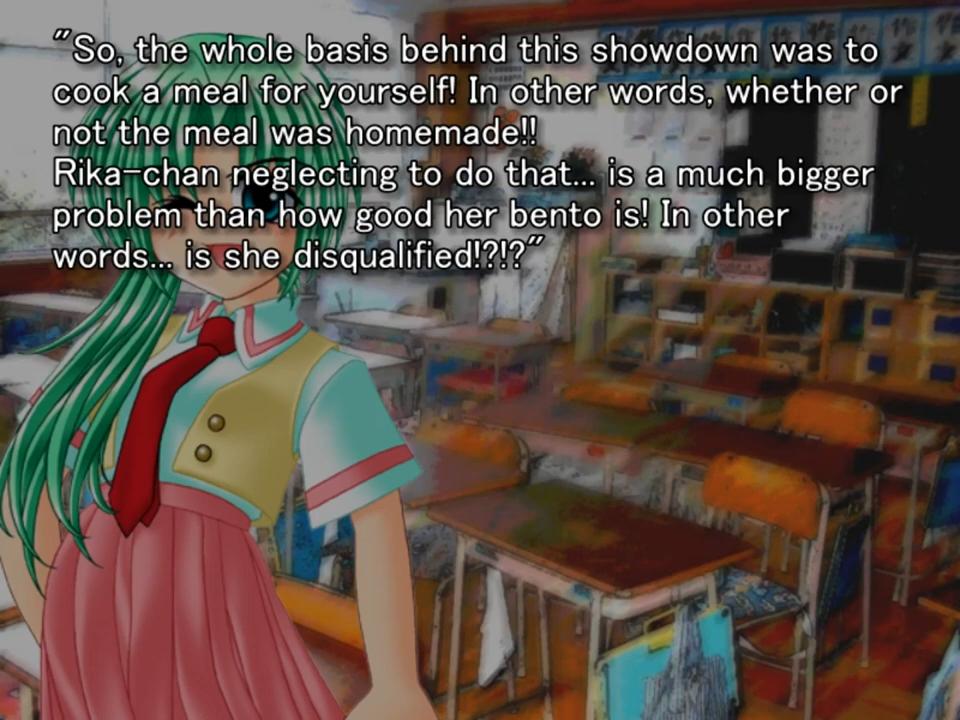 "So, the whole basis behind this showdown was to
cook a meal for yourself! In other words, whether or
not the meal was homemade!!
Rika-chan neglecting to do that... is a much bigger
problem than how good her bento is! In other
words... is she disqualified!?!?"